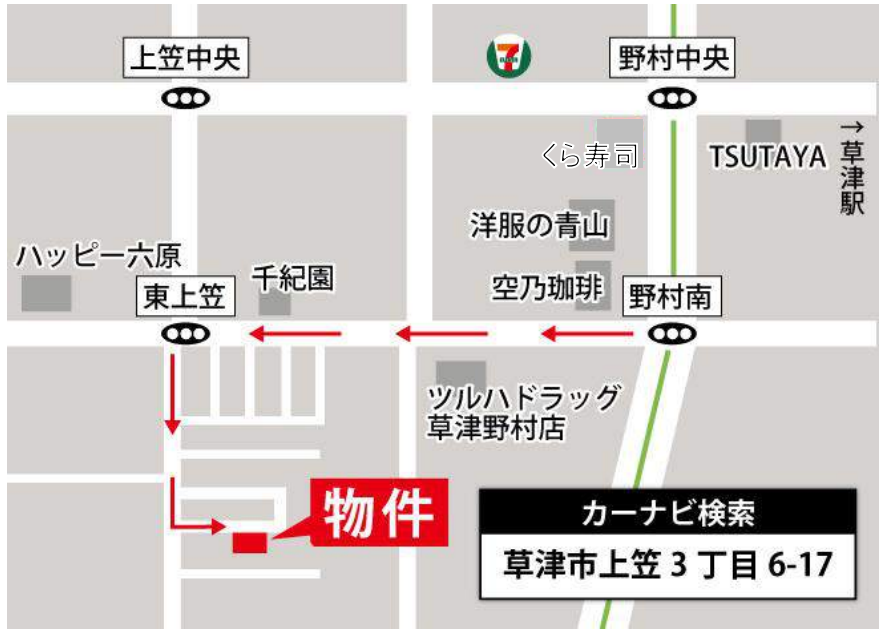 上笠中央
7
ELEVEN
野村中央
くら寿司
TSUTAYA
→草津駅
洋服の青山
ハッピー六原
千紀園
空乃珈琲
東上笠
野村南
ツルハドラッグ
草津野村店
物件
カーナビ検索
草津市上笠 3 丁目 6-17